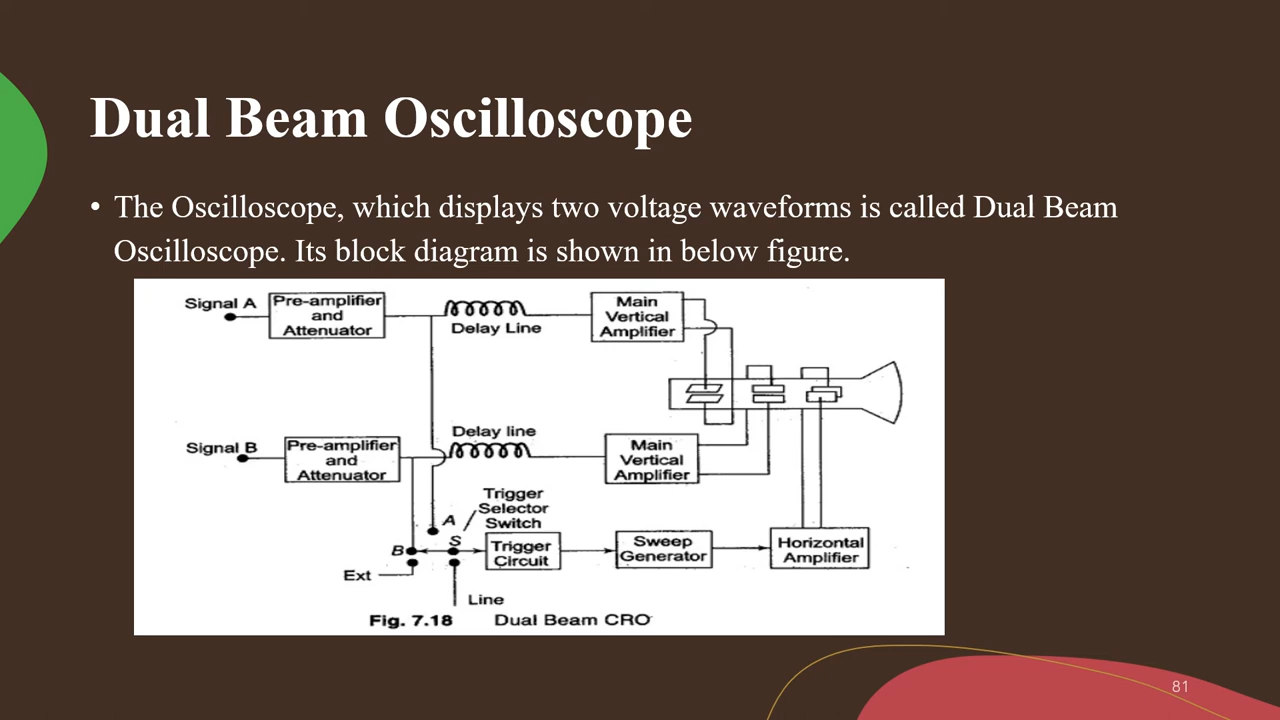 Dual Beam Oscilloscope
• The Oscilloscope, which displays two voltage waveforms is called Dual Beam
Oscilloscope. Its block diagram is shown in below figure.
Signal A
Pre-amplifier
and
Attenuator
Delay Line
Main
Vertical
Amplifier
Signal B
Pre-amplifier
and
Attenuator
Delay line
Main
Vertical
Amplifier
Trigger
Selector
Switch
A
S
B
Trigger
Circuit
Sweep
Generator
Horizontal
Amplifier
Ext
Line
Fig. 7.18 Dual Beam CRO
81